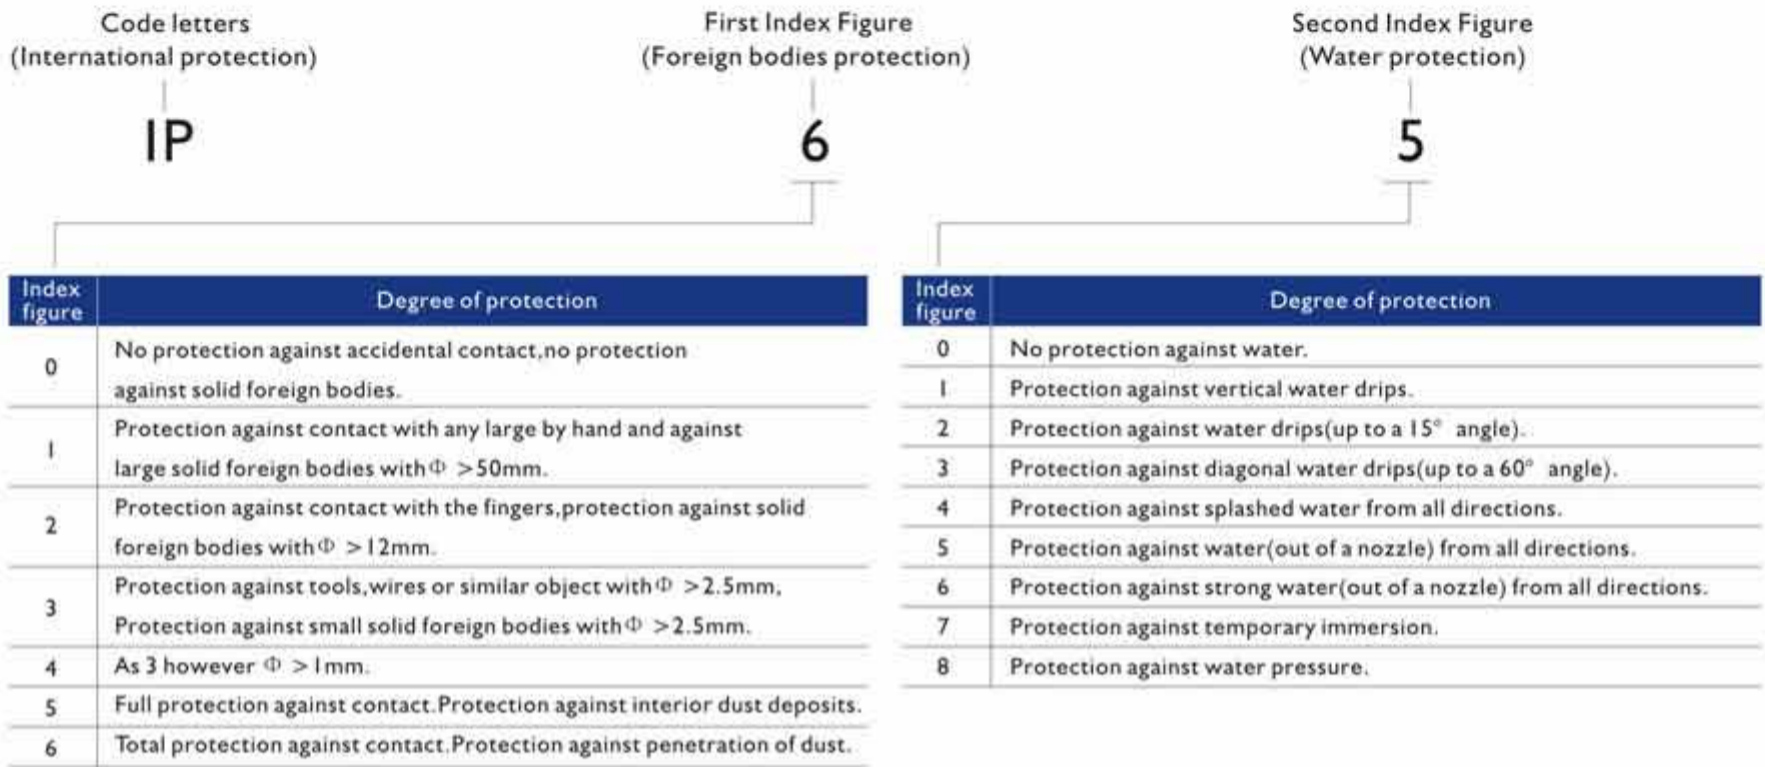 Code letters
(International protection)
IP
First Index Figure
(Foreign bodies protection)
6
Second Index Figure
(Water protection)
5
Index figure Degree of protection
0 No protection against accidental contact,no protection
against solid foreign bodies.
1 Protection against contact with any large by hand and against
large solid foreign bodies withΦ >50mm.
2 Protection against contact with the fingers,protection against solid
foreign bodies withΦ >12mm.
3 Protection against tools,wires or similar object withΦ >2.5mm,
Protection against small solid foreign bodies withΦ >2.5mm.
4 As 3 however Φ >1mm.
5 Full protection against contact.Protection against interior dust deposits.
6 Total protection against contact.Protection against penetration of dust.
Index figure Degree of protection
0 No protection against water.
1 Protection against vertical water drips.
2 Protection against water drips(up to a 15° angle).
3 Protection against diagonal water drips(up to a 60° angle).
4 Protection against splashed water from all directions.
5 Protection against water(out of a nozzle) from all directions.
6 Protection against strong water(out of a nozzle) from all directions.
7 Protection against temporary immersion.
8 Protection against water pressure.